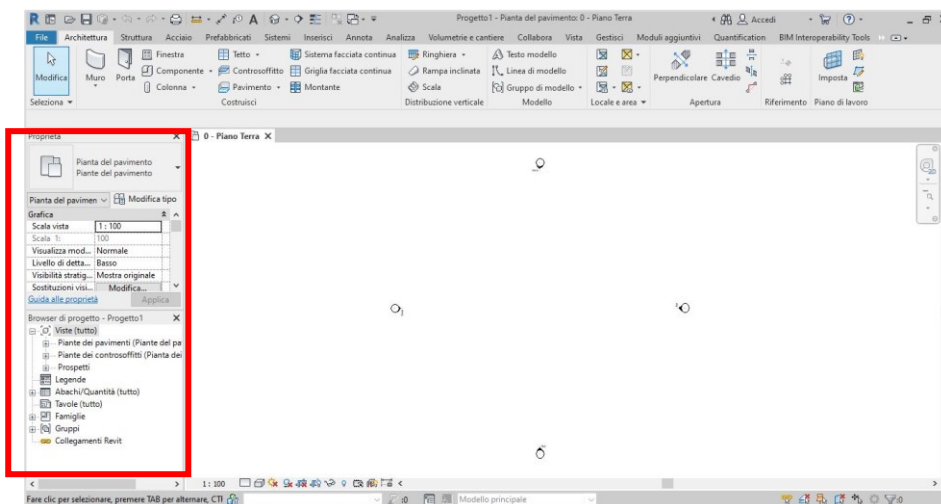 Progetto1 - Pianta del pavimento: 0 - Piano Terra
Accedi
File Architettura Struttura Acciaio Prefabbricati Sistemi Inserisci Annota Analizza Volumetrie e cantiere Collabora Vista Gestisci Moduli aggiuntivi Quantification BIM Interoperability Tools
Modifica
Muro
Porta
Finestra
Componente
Colonna
Tetto
Controsoffitto
Pavimento
Sistema facciata continua
Griglia facciata continua
Montante
Ringhiera
Rampa inclinata
Scala
Testo modello
Linea di modello
Gruppo di modello
Perpendicolare
Cavedio
Imposta
Seleziona
Costruisci
Distribuzione verticale
Modello
Locale e area
Apertura
Riferimento
Piano di lavoro
Proprietà X
0 - Piano Terra X
Pianta del pavimento
Piante del pavimento
Pianta del pavimen
Modifica tipo
Grafica
Scala vista 1 : 100
Scala 1: 100
Visualizza mod... Normale
Livello di detta... Basso
Visibilità stratig... Mostra originale
Sostituzioni visi... Modifica...
Guida alle proprietà Applica
Browser di progetto - Progetto1 X
Viste (tutto)
Piante dei pavimenti (Piante del pa
Piante dei controsoffitti (Pianta dei
Prospetti
Legende
Abachi/Quantità (tutto)
Tavole (tutto)
Famiglie
Gruppi
Collegamenti Revit
1 : 100
Fare clic per selezionare, premere TAB per alternare, CTI
:0
Modello principale
:0